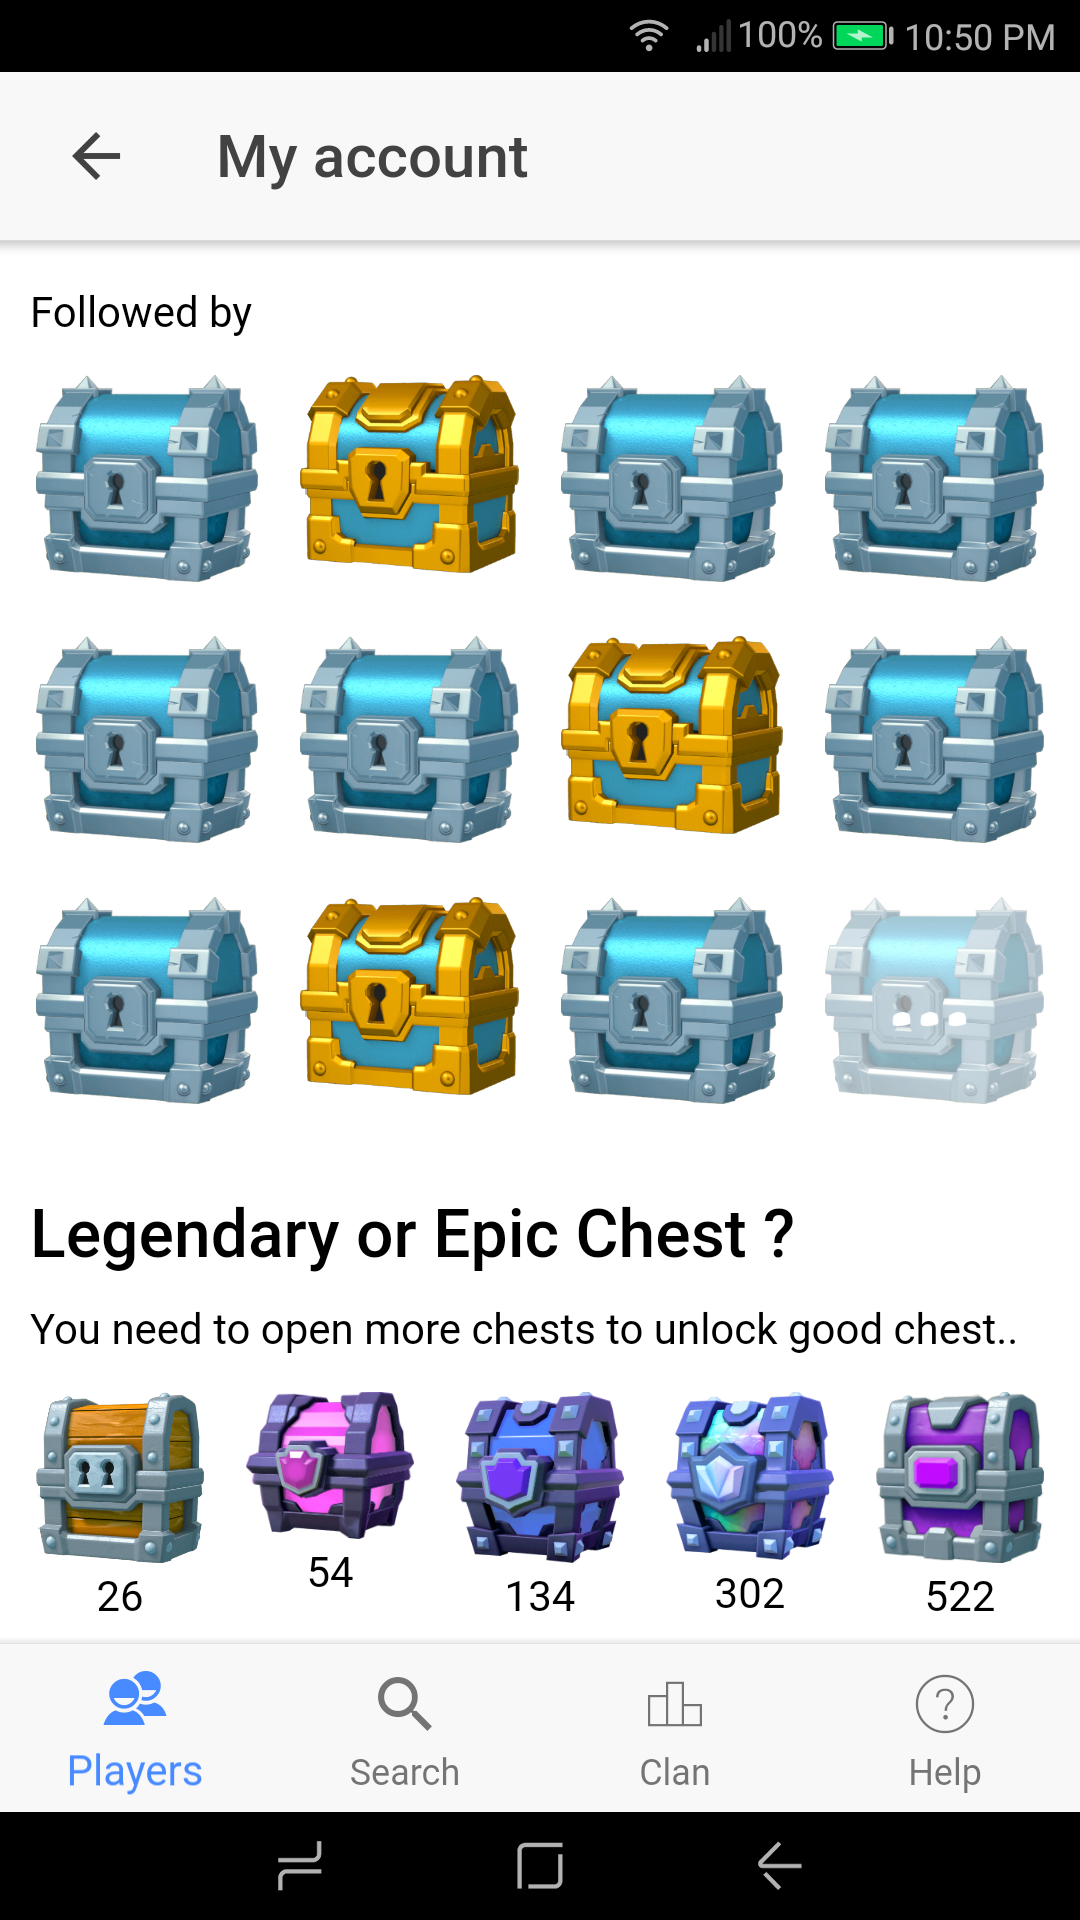 100% 10:50 PM
My account
Followed by
Legendary or Epic Chest ?
You need to open more chests to unlock good chest..
26 54 134 302 522
Players Search Clan Help